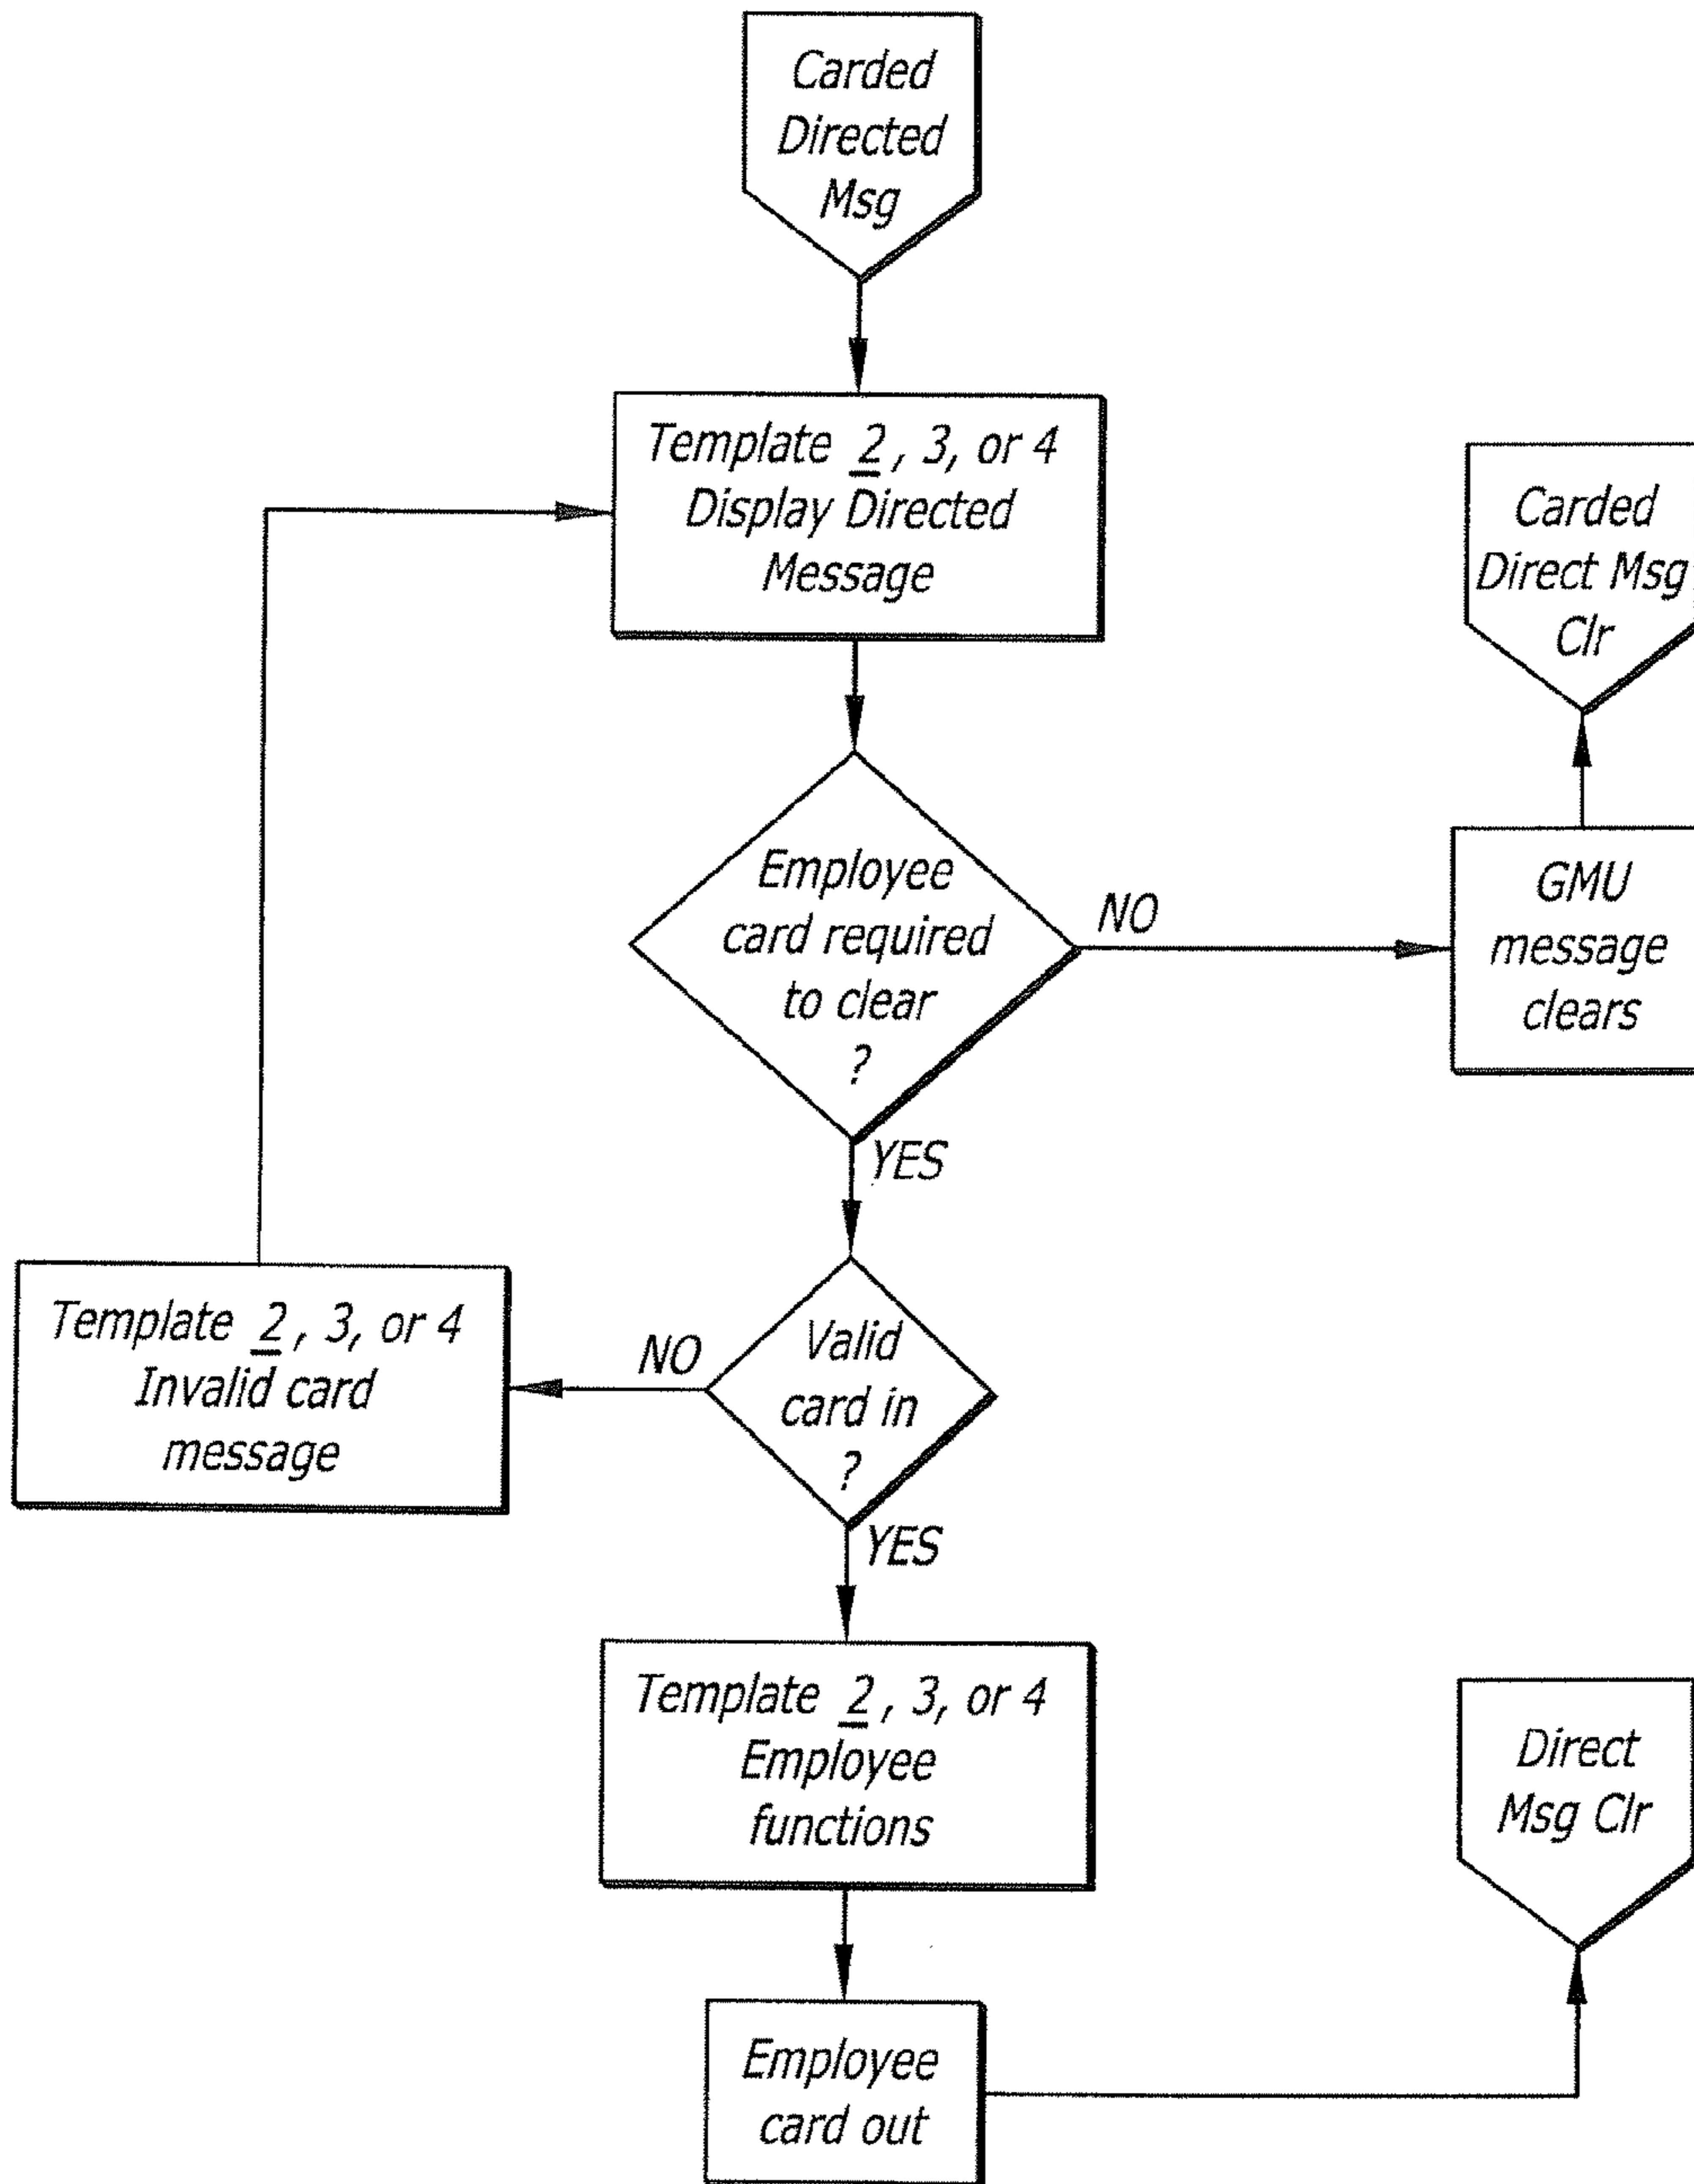 Carded
Directed
Msg
Template 2, 3, or 4
Display Directed
Message
Carded
Direct Msg
Clr
Employee
card required
to clear
?
NO
GMU
message
clears
YES
Valid
card in
?
NO
Template 2, 3, or 4
Invalid card
message
YES
Template 2, 3, or 4
Employee
functions
Direct
Msg Clr
Employee
card out